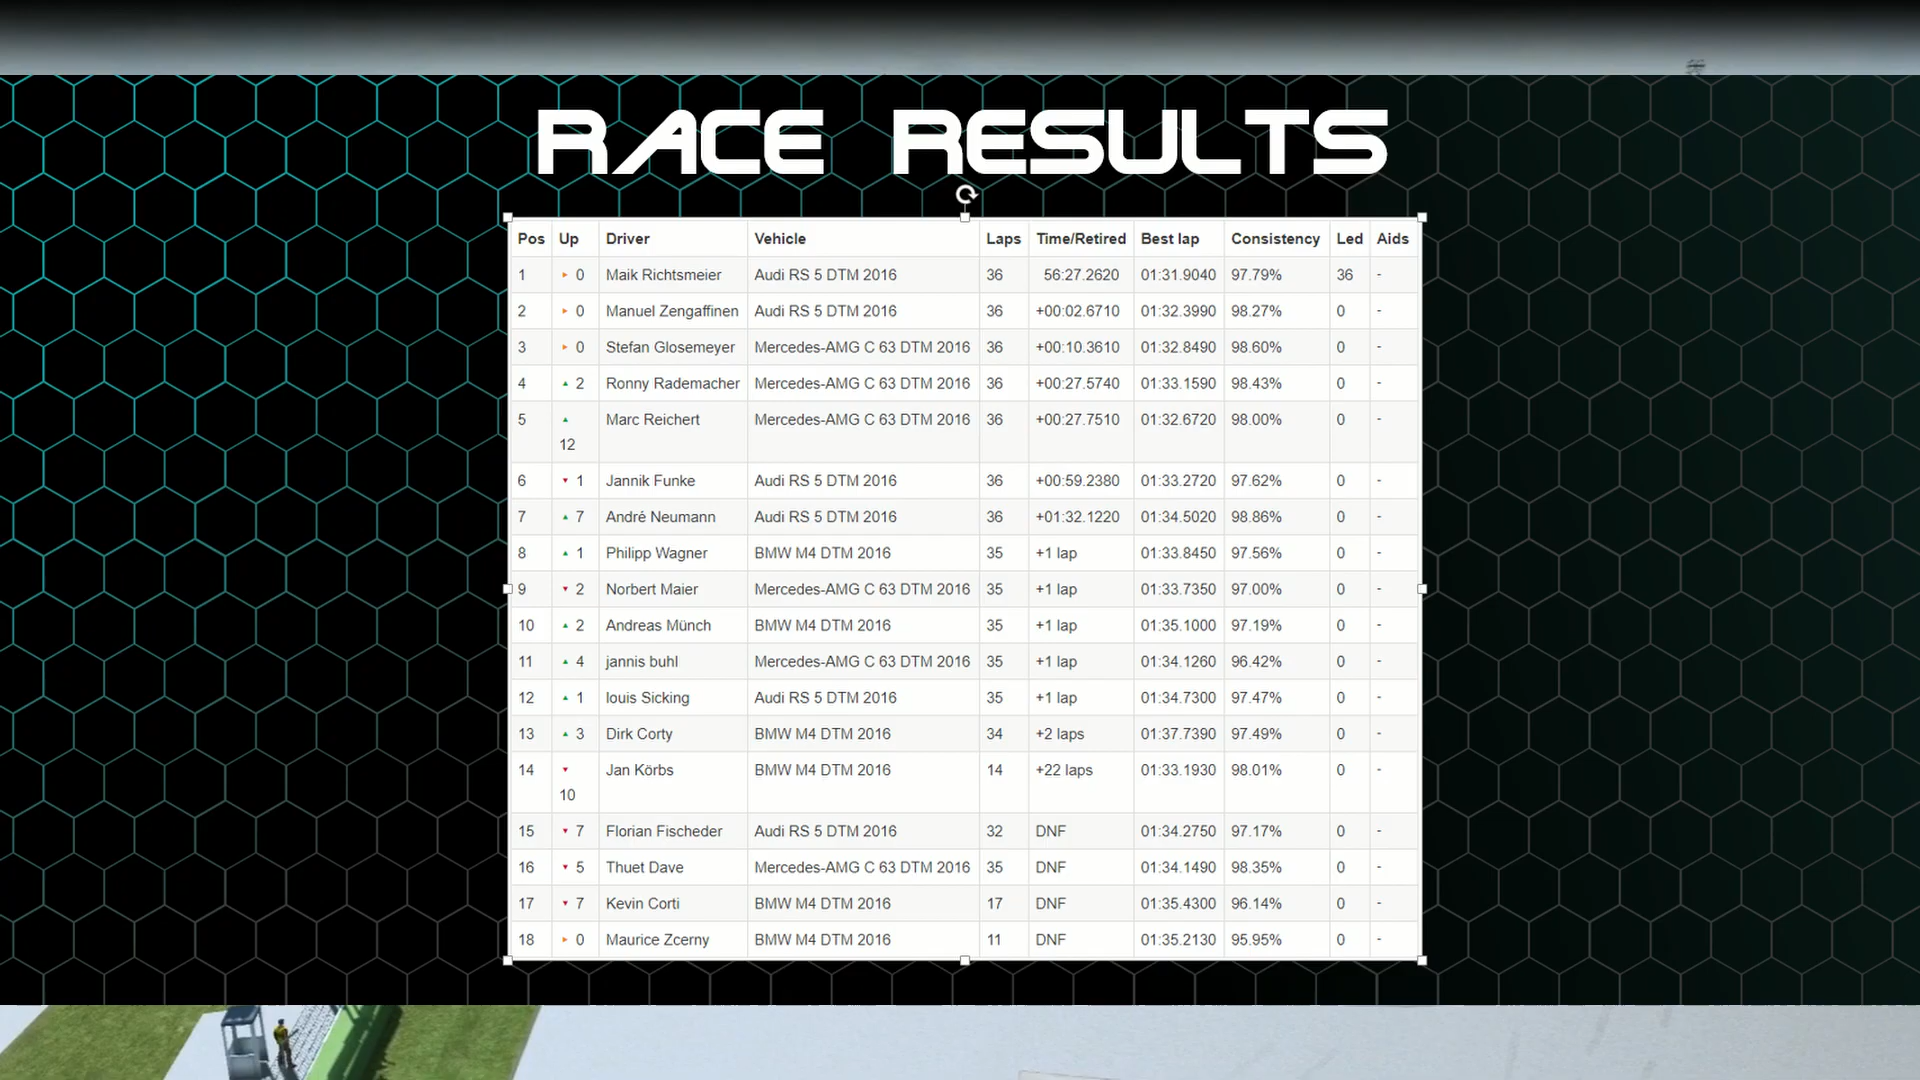 RACE RESULTS
Pos Up Driver Vehicle Laps Time/Retired Best lap Consistency Led Aids
1 ▸ 0 Maik Richtsmeier Audi RS 5 DTM 2016 36 56:27.2620 01:31.9040 97.79% 36 -
2 ▸ 0 Manuel Zengaffinen Audi RS 5 DTM 2016 36 +00:02.6710 01:32.3990 98.27% 0 -
3 ▸ 0 Stefan Glosemeyer Mercedes-AMG C 63 DTM 2016 36 +00:10.3610 01:32.8490 98.60% 0 -
4 ▴ 2 Ronny Rademacher Mercedes-AMG C 63 DTM 2016 36 +00:27.5740 01:33.1590 98.43% 0 -
5 ▴ 12 Marc Reichert Mercedes-AMG C 63 DTM 2016 36 +00:27.7510 01:32.6720 98.00% 0 -
6 ▾ 1 Jannik Funke Audi RS 5 DTM 2016 36 +00:59.2380 01:33.2720 97.62% 0 -
7 ▴ 7 André Neumann Audi RS 5 DTM 2016 36 +01:32.1220 01:34.5020 98.86% 0 -
8 ▴ 1 Philipp Wagner BMW M4 DTM 2016 35 +1 lap 01:33.8450 97.56% 0 -
9 ▾ 2 Norbert Maier Mercedes-AMG C 63 DTM 2016 35 +1 lap 01:33.7350 97.00% 0 -
10 ▴ 2 Andreas Münch BMW M4 DTM 2016 35 +1 lap 01:35.1000 97.19% 0 -
11 ▴ 4 jannis buhl Mercedes-AMG C 63 DTM 2016 35 +1 lap 01:34.1260 96.42% 0 -
12 ▴ 1 louis Sicking Audi RS 5 DTM 2016 35 +1 lap 01:34.7300 97.47% 0 -
13 ▴ 3 Dirk Corty BMW M4 DTM 2016 34 +2 laps 01:37.7390 97.49% 0 -
14 ▾ 10 Jan Körbs BMW M4 DTM 2016 14 +22 laps 01:33.1930 98.01% 0 -
15 ▾ 7 Florian Fischeder Audi RS 5 DTM 2016 32 DNF 01:34.2750 97.17% 0 -
16 ▾ 5 Thuet Dave Mercedes-AMG C 63 DTM 2016 35 DNF 01:34.1490 98.35% 0 -
17 ▾ 7 Kevin Corti BMW M4 DTM 2016 17 DNF 01:35.4300 96.14% 0 -
18 ▸ 0 Maurice Zcerny BMW M4 DTM 2016 11 DNF 01:35.2130 95.95% 0 -